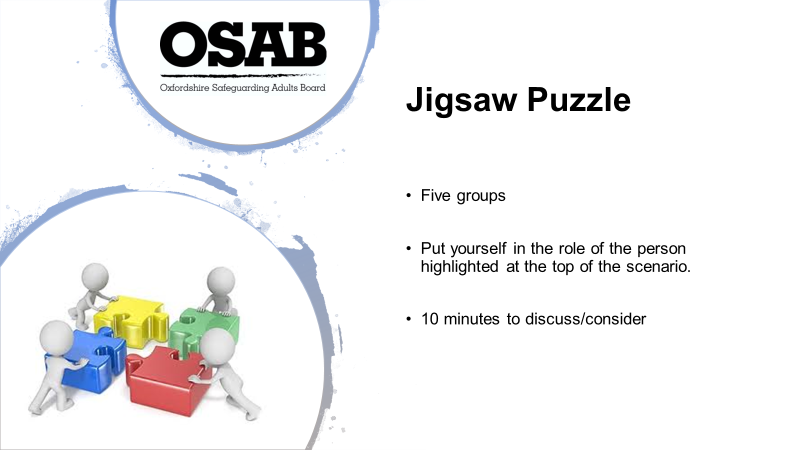 OSAB
Oxfordshire Safeguarding Adults Board
Jigsaw Puzzle
• Five groups
• Put yourself in the role of the person
highlighted at the top of the scenario.
• 10 minutes to discuss/consider